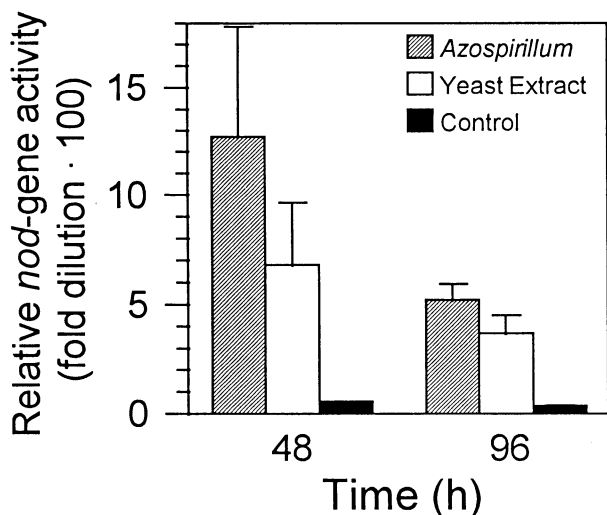 Relative nod-gene activity
(fold dilution · 100)
15
10
5
0
Azospirillum
Yeast Extract
Control
48
96
Time (h)